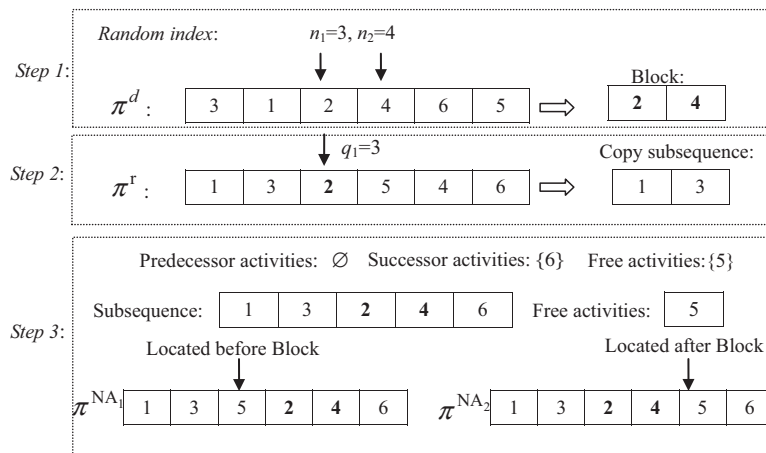 Random index: n1=3, n2=4
Step 1:
Block:
π^d : 3 1 2 4 6 5 ⇨ 2 4
q1=3
Copy subsequence:
Step 2:
π^r : 1 3 2 5 4 6 ⇨ 1 3
Predecessor activities: ∅ Successor activities: {6} Free activities:{5}
Subsequence: 1 3 2 4 6 Free activities: 5
Step 3:
Located before Block Located after Block
π^NA1 1 3 5 2 4 6 π^NA2 1 3 2 4 5 6